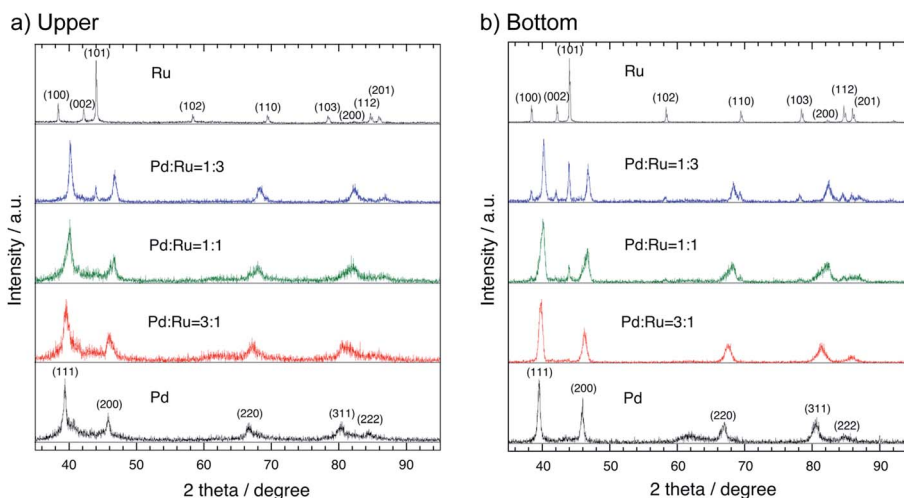 a) Upper
(101)
Ru
(201)
(100)
(002)
(102)
(110)
(103)
(112)
(200)
Pd:Ru=1:3
Pd:Ru=1:1
Pd:Ru=3:1
(111)
Pd
(200)
(220)
(311)
(222)
40
50
60
70
80
90
2 theta / degree
Intensity / a.u.
b) Bottom
(101)
Ru
(112)
(100)
(002)
(102)
(110)
(103)
(201)
(200)
Pd:Ru=1:3
Pd:Ru=1:1
Pd:Ru=3:1
(111)
Pd
(200)
(220)
(311)
(222)
40
50
60
70
80
90
2 theta / degree
Intensity / a.u.